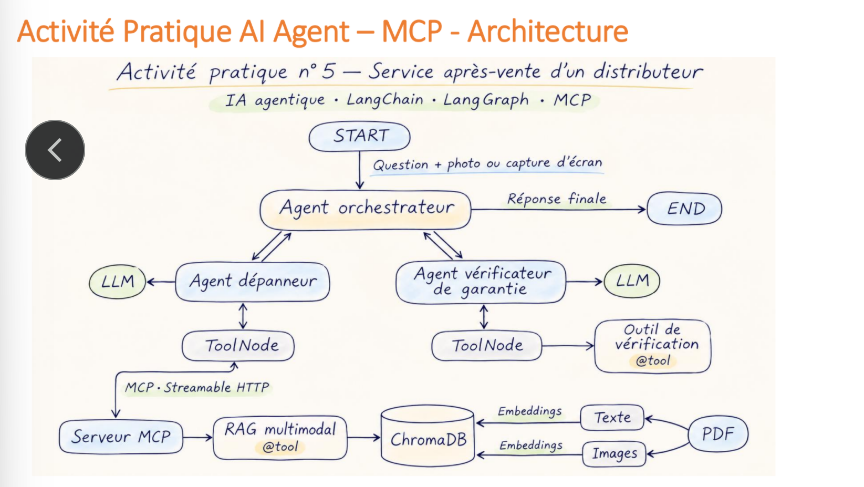 Activité Pratique AI Agent – MCP - Architecture
Activité pratique n° 5 — Service après-vente d'un distributeur
IA agentique · LangChain · LangGraph · MCP
START
Question + photo ou capture d'écran
Agent orchestrateur
Réponse finale
END
LLM
Agent dépanneur
Agent vérificateur
de garantie
LLM
ToolNode
ToolNode
Outil de
vérification
@tool
MCP · Streamable HTTP
Serveur MCP
RAG multimodal
@tool
ChromaDB
Embeddings
Texte
PDF
Embeddings
Images